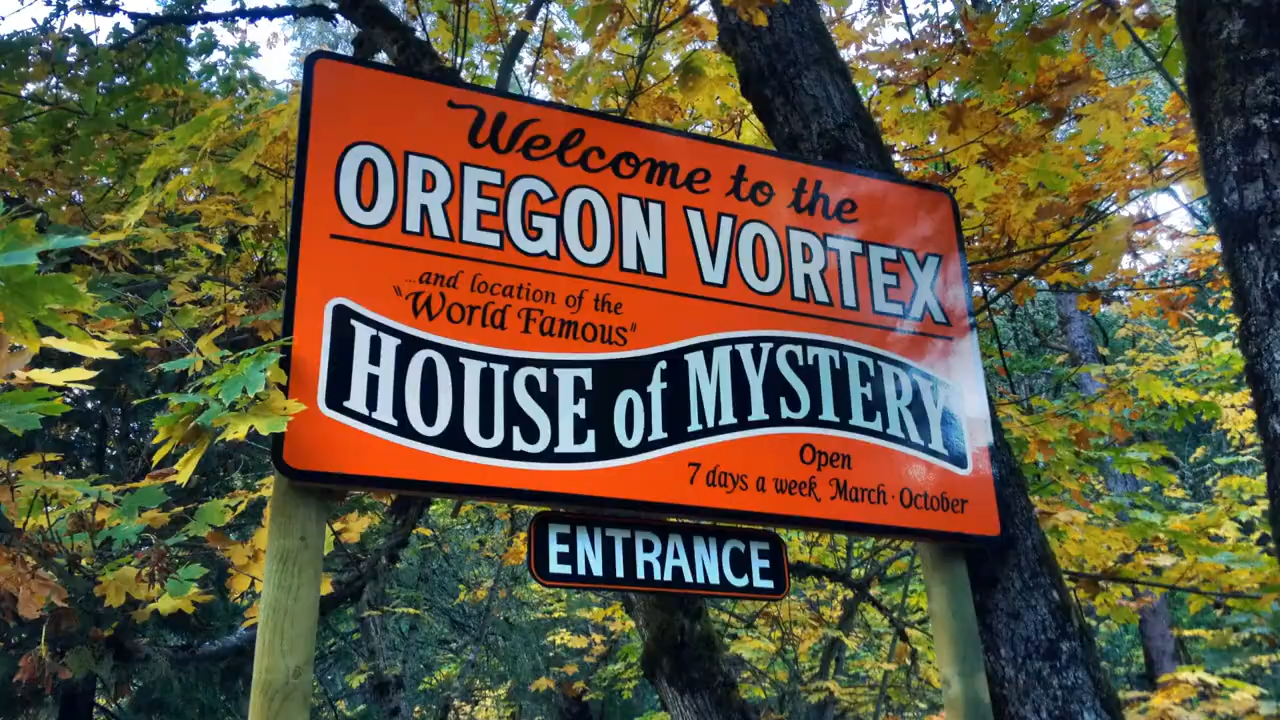 Welcome to the
OREGON VORTEX
...and location of the
"World Famous"
HOUSE of MYSTERY
Open
7 days a week March · October
ENTRANCE